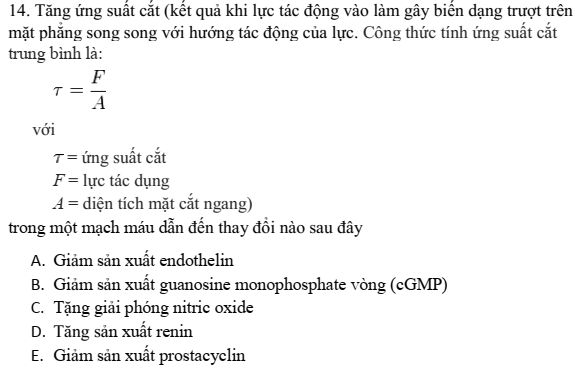 14. Tăng ứng suất cắt (kết quả khi lực tác động vào làm gây biến dạng trượt trên
mặt phẳng song song với hướng tác động của lực. Công thức tính ứng suất cắt
trung bình là:
τ = F/A
với
τ = ứng suất cắt
F = lực tác dụng
A = diện tích mặt cắt ngang)
trong một mạch máu dẫn đến thay đổi nào sau đây
A. Giảm sản xuất endothelin
B. Giảm sản xuất guanosine monophosphate vòng (cGMP)
C. Tặng giải phóng nitric oxide
D. Tăng sản xuất renin
E. Giảm sản xuất prostacyclin